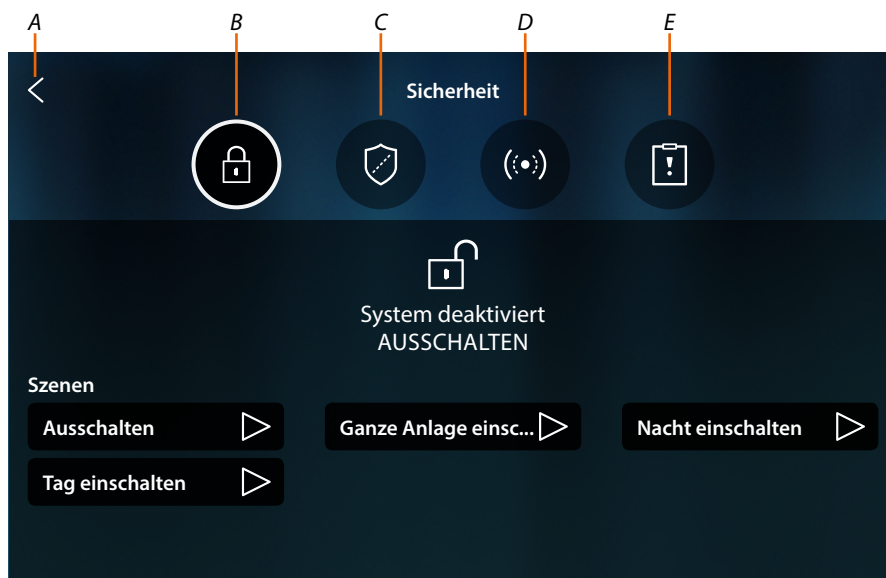 A B C D E
Sicherheit
System deaktiviert
AUSSCHALTEN
Szenen
Ausschalten
Ganze Anlage einsc...
Nacht einschalten
Tag einschalten